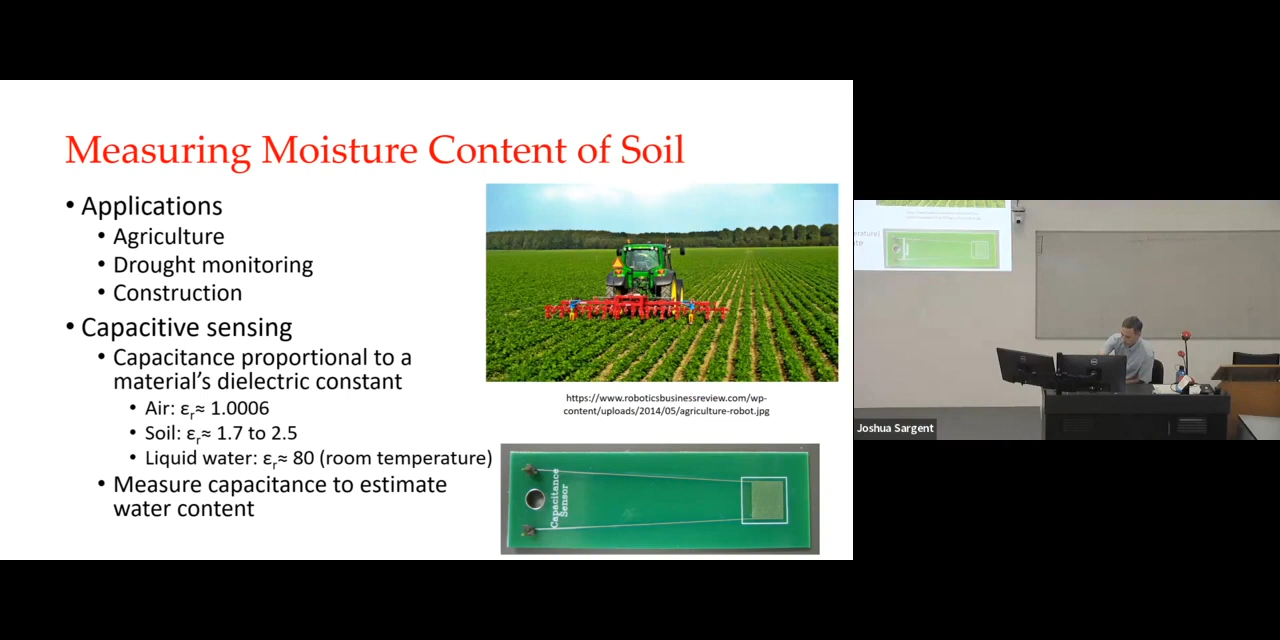 Measuring Moisture Content of Soil
• Applications
• Agriculture
• Drought monitoring
• Construction
• Capacitive sensing
• Capacitance proportional to a
material's dielectric constant
• Air: εr≈ 1.0006
• Soil: εr≈ 1.7 to 2.5
• Liquid water: εr≈ 80 (room temperature)
• Measure capacitance to estimate
water content
https://www.roboticsbusinessreview.com/wp-
content/uploads/2014/05/agriculture-robot.jpg
Capacitance
Sensor
Joshua Sargent